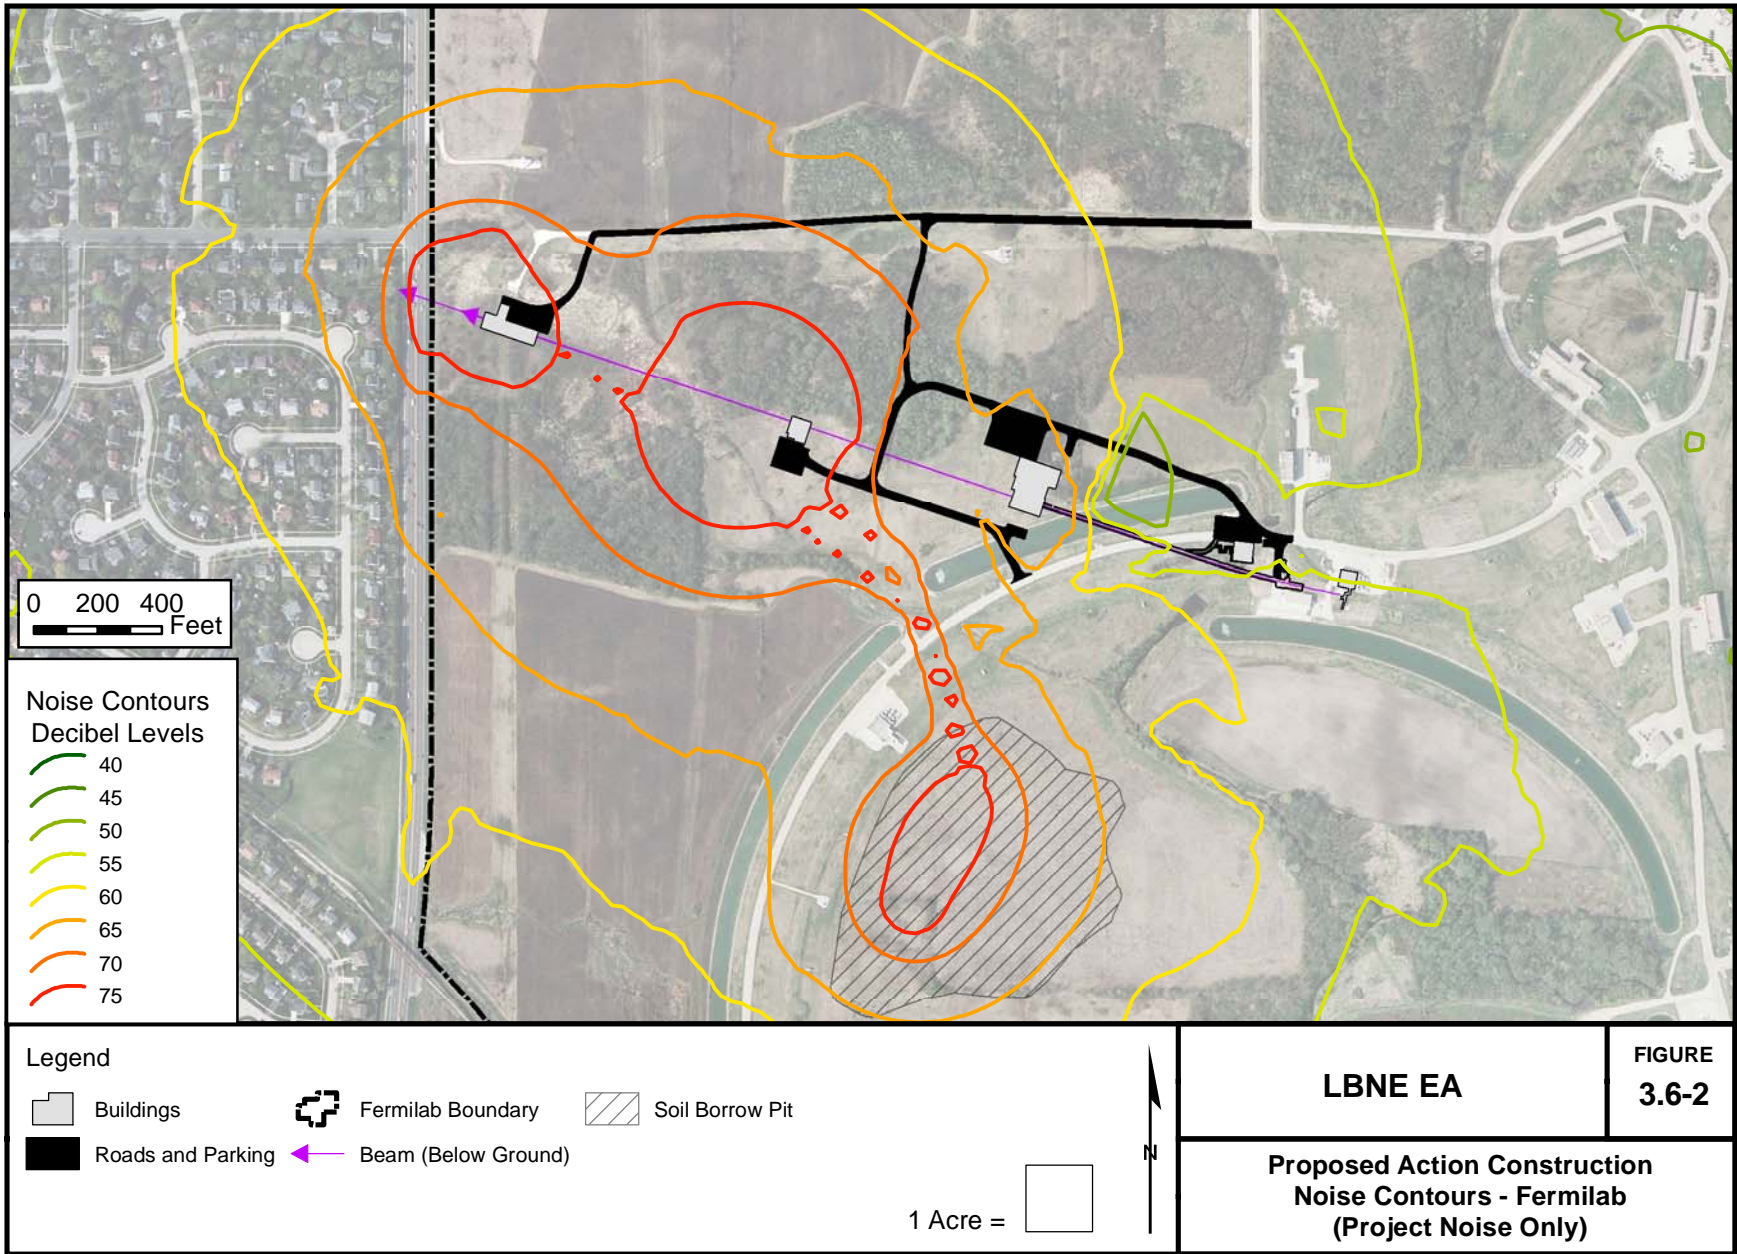 0 200 400
Feet
Noise Contours
Decibel Levels
40
45
50
55
60
65
70
75
Legend
Buildings
Fermilab Boundary
Soil Borrow Pit
Roads and Parking
Beam (Below Ground)
1 Acre =
N
LBNE EA
FIGURE
3.6-2
Proposed Action Construction
Noise Contours - Fermilab
(Project Noise Only)